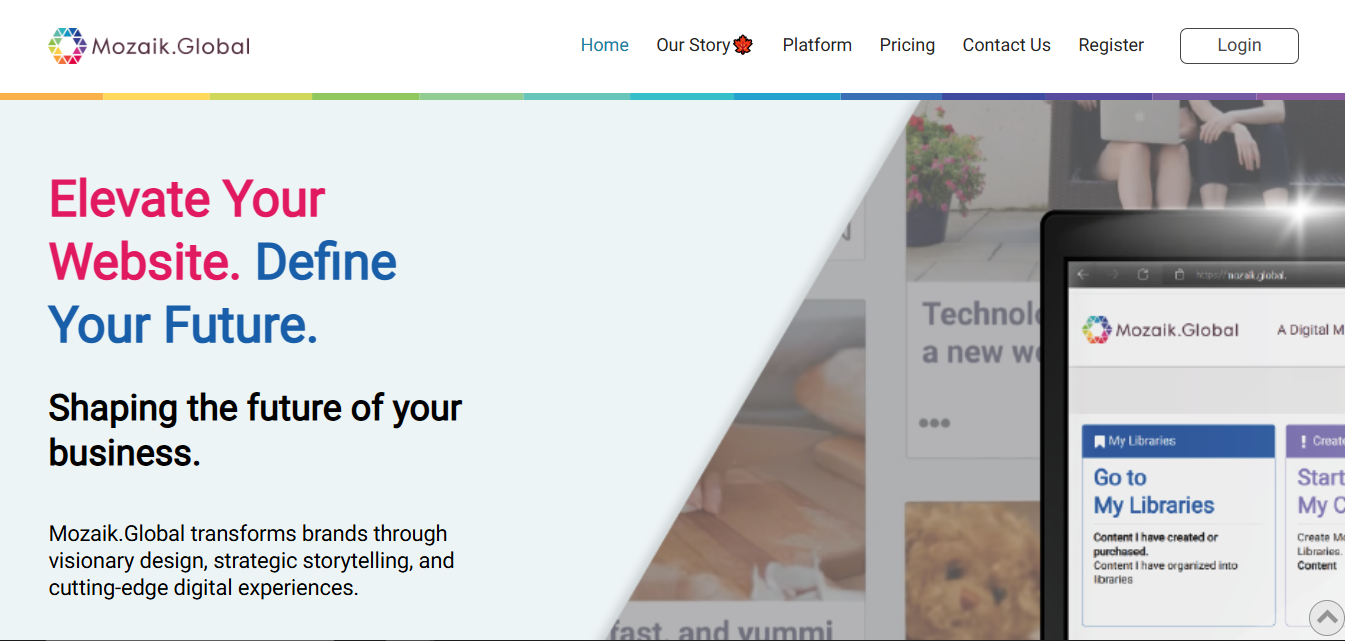 Mozaik.Global
Home Our Story Platform Pricing Contact Us Register Login
Elevate Your
Website. Define
Your Future.
Shaping the future of your
business.
Mozaik.Global transforms brands through
visionary design, strategic storytelling, and
cutting-edge digital experiences.
Technolo
a new w
fast, and yummi
https://mozaik.global.
Mozaik.Global A Digital M
My Libraries
Go to
My Libraries
Content I have created or
purchased.
Content I have organized into
libraries
Create
Start
My C
Create Mo
Libraries.
Content